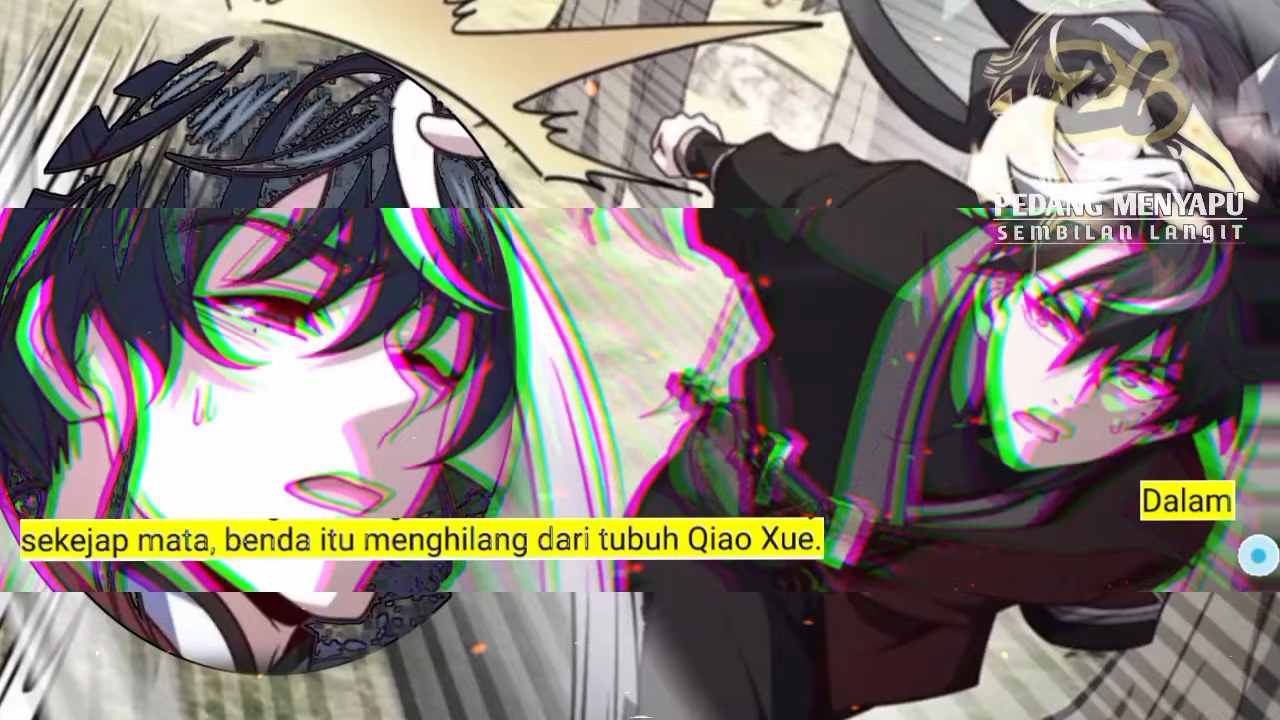 PEDANG MENYAPU
SEMBILAN LANGIT
Dalam
sekejap mata, benda itu menghilang dari tubuh Qiao Xue.